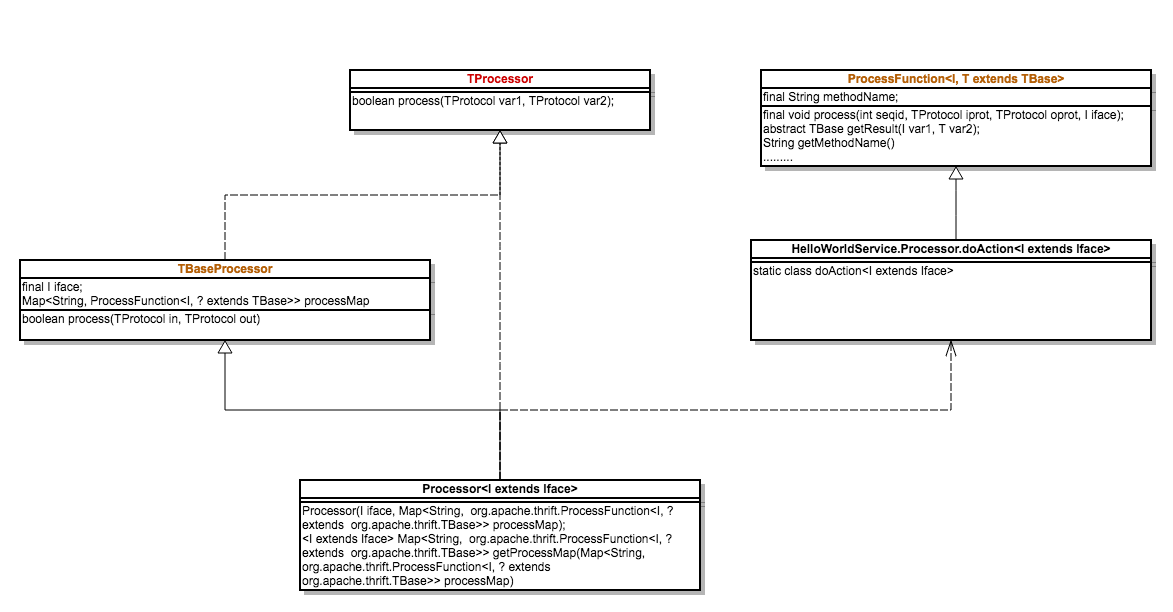 TProcessor
boolean process(TProtocol var1, TProtocol var2);
ProcessFunction<I, T extends TBase>
final String methodName;
final void process(int seqid, TProtocol iprot, TProtocol oprot, I iface);
abstract TBase getResult(I var1, T var2);
String getMethodName()
.........
TBaseProcessor
final I iface;
Map<String, ProcessFunction<I, ? extends TBase>> processMap
boolean process(TProtocol in, TProtocol out)
HelloWorldService.Processor.doAction<I extends Iface>
static class doAction<I extends Iface>
Processor<I extends Iface>
Processor(I iface, Map<String,  org.apache.thrift.ProcessFunction<I, ?
extends  org.apache.thrift.TBase>> processMap);
<I extends Iface> Map<String,  org.apache.thrift.ProcessFunction<I, ?
extends  org.apache.thrift.TBase>> getProcessMap(Map<String,
org.apache.thrift.ProcessFunction<I, ? extends
org.apache.thrift.TBase>> processMap)